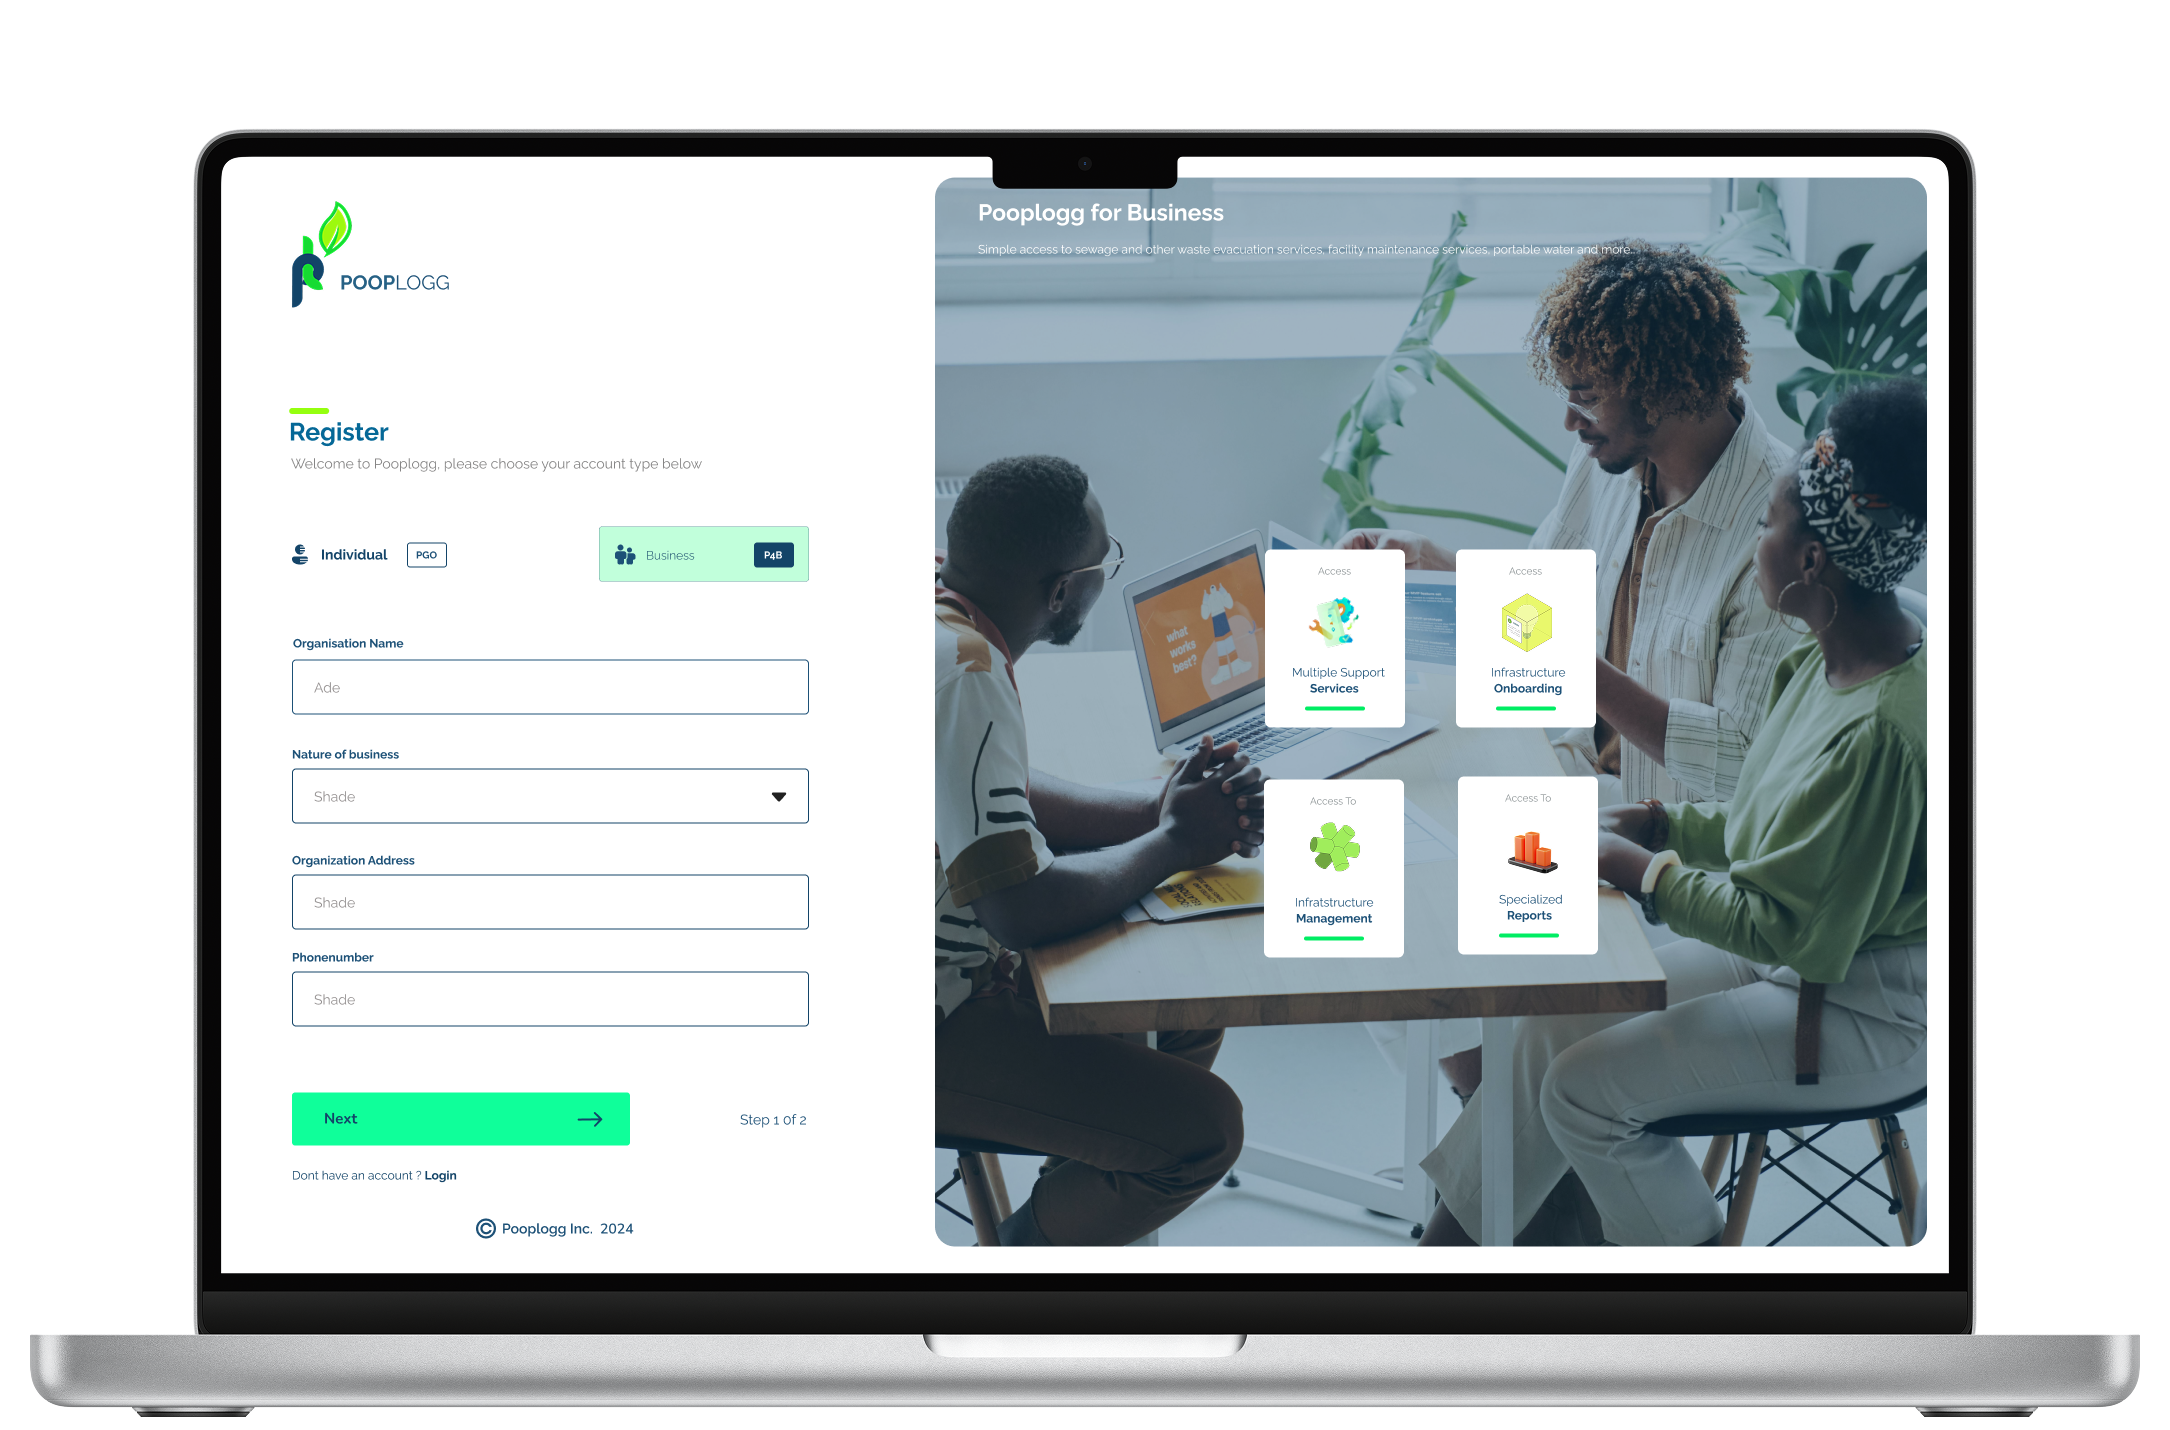 POOPLOGG
Register
Welcome to Pooplogg, please choose your account type below
Individual PGO
Business P4B
Organisation Name
Ade
Nature of business
Shade
Organization Address
Shade
Phonenumber
Shade
Next
Step 1 0f 2
Dont have an account ? Login
© Pooplogg Inc. 2024
Pooplogg for Business
Simple access to sewage and other waste evacuation services, facility maintenance services, portable water and more...
what
works
best?
Access
Multiple Support
Services
Access
Infrastructure
Onboarding
Access To
Infratstructure
Management
Access To
Specialized
Reports